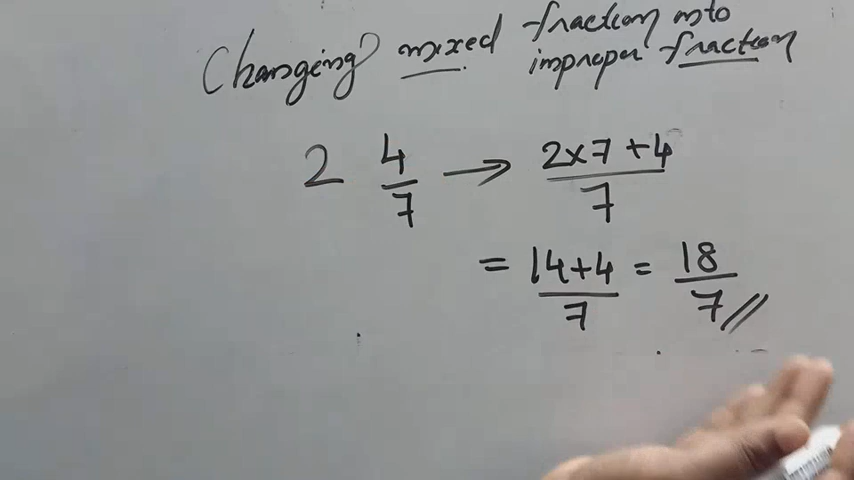 Changing mixed fraction into
improper fraction
2 4/7 → 2x7+4/7
= 14+4/7 = 18/7 //